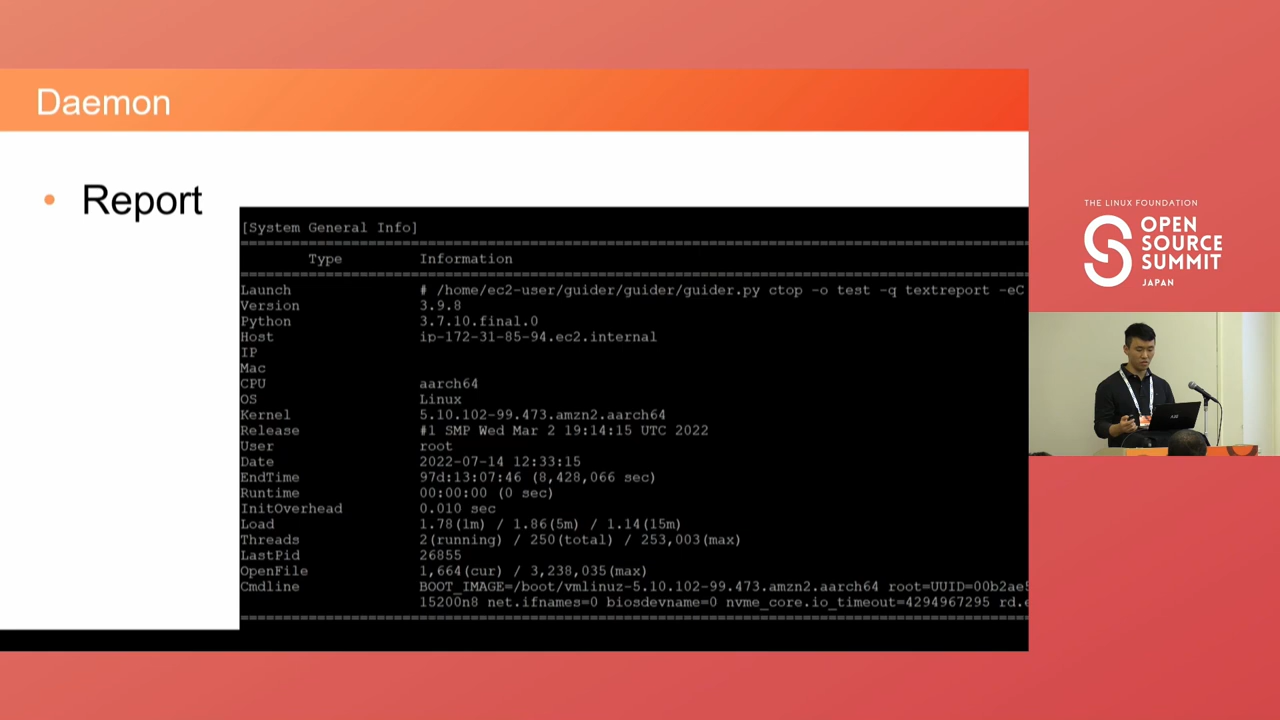 Daemon
• Report
[System General Info]
Type Information
Launch # /home/ec2-user/guider/guider/guider.py ctop -o test -q textreport -eC
Version 3.9.8
Python 3.7.10.final.0
Host ip-172-31-85-94.ec2.internal
IP
Mac
CPU aarch64
OS Linux
Kernel 5.10.102-99.473.amzn2.aarch64
Release #1 SMP Wed Mar 2 19:14:15 UTC 2022
User root
Date 2022-07-14 12:33:15
EndTime 97d:13:07:46 (8,428,066 sec)
Runtime 00:00:00 (0 sec)
InitOverhead 0.010 sec
Load 1.78(1m) / 1.86(5m) / 1.14(15m)
Threads 2(running) / 250(total) / 253,003(max)
LastPid 26855
OpenFile 1,664(cur) / 3,238,035(max)
Cmdline BOOT_IMAGE=/boot/vmlinuz-5.10.102-99.473.amzn2.aarch64 root=UUID=00b2ae5
15200n8 net.ifnames=0 biosdevname=0 nvme_core.io_timeout=4294967295 rd.e
THE LINUX FOUNDATION
OPEN
SOURCE
SUMMIT
JAPAN